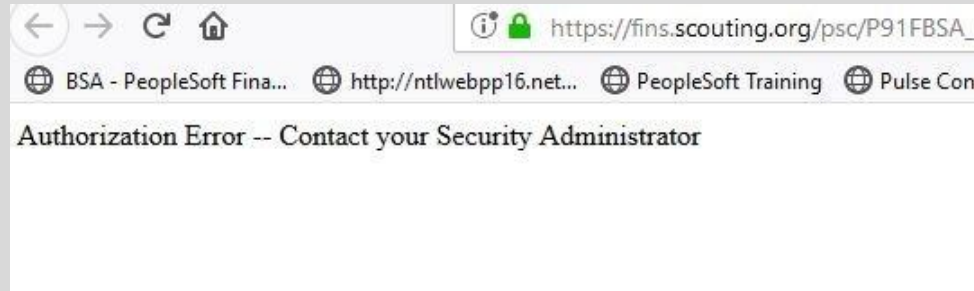 https://fins.scouting.org/psc/P91FBSA_
BSA - PeopleSoft Fina... http://ntlwebpp16.net... PeopleSoft Training Pulse Con
Authorization Error -- Contact your Security Administrator